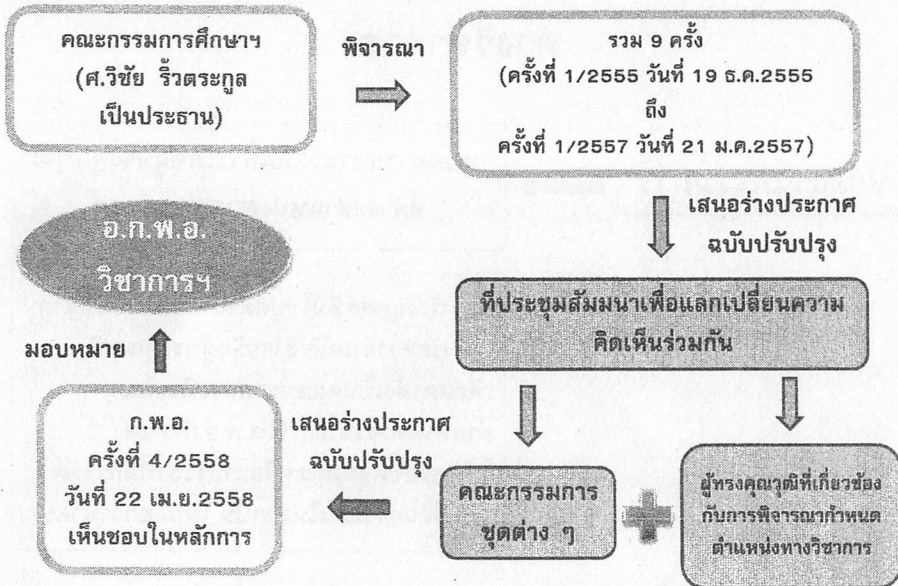 คณะกรรมการศึกษาฯ
(ศ.วิชัย ริ้วตระกูล
เป็นประธาน)
พิจารณา
รวม 9 ครั้ง
(ครั้งที่ 1/2555 วันที่ 19 ธ.ค.2555
ถึง
ครั้งที่ 1/2557 วันที่ 21 ม.ค.2557)
เสนอร่างประกาศ
ฉบับปรับปรุง
ที่ประชุมสัมมนาเพื่อแลกเปลี่ยนความ
คิดเห็นร่วมกัน
คณะกรรมการ
ชุดต่าง ๆ
ผู้ทรงคุณวุฒิที่เกี่ยวข้อง
กับการพิจารณากำหนด
ตำแหน่งทางวิชาการ
เสนอร่างประกาศ
ฉบับปรับปรุง
ก.พ.อ.
ครั้งที่ 4/2558
วันที่ 22 เม.ย.2558
เห็นชอบในหลักการ
มอบหมาย
อ.ก.พ.อ.
วิชาการฯ